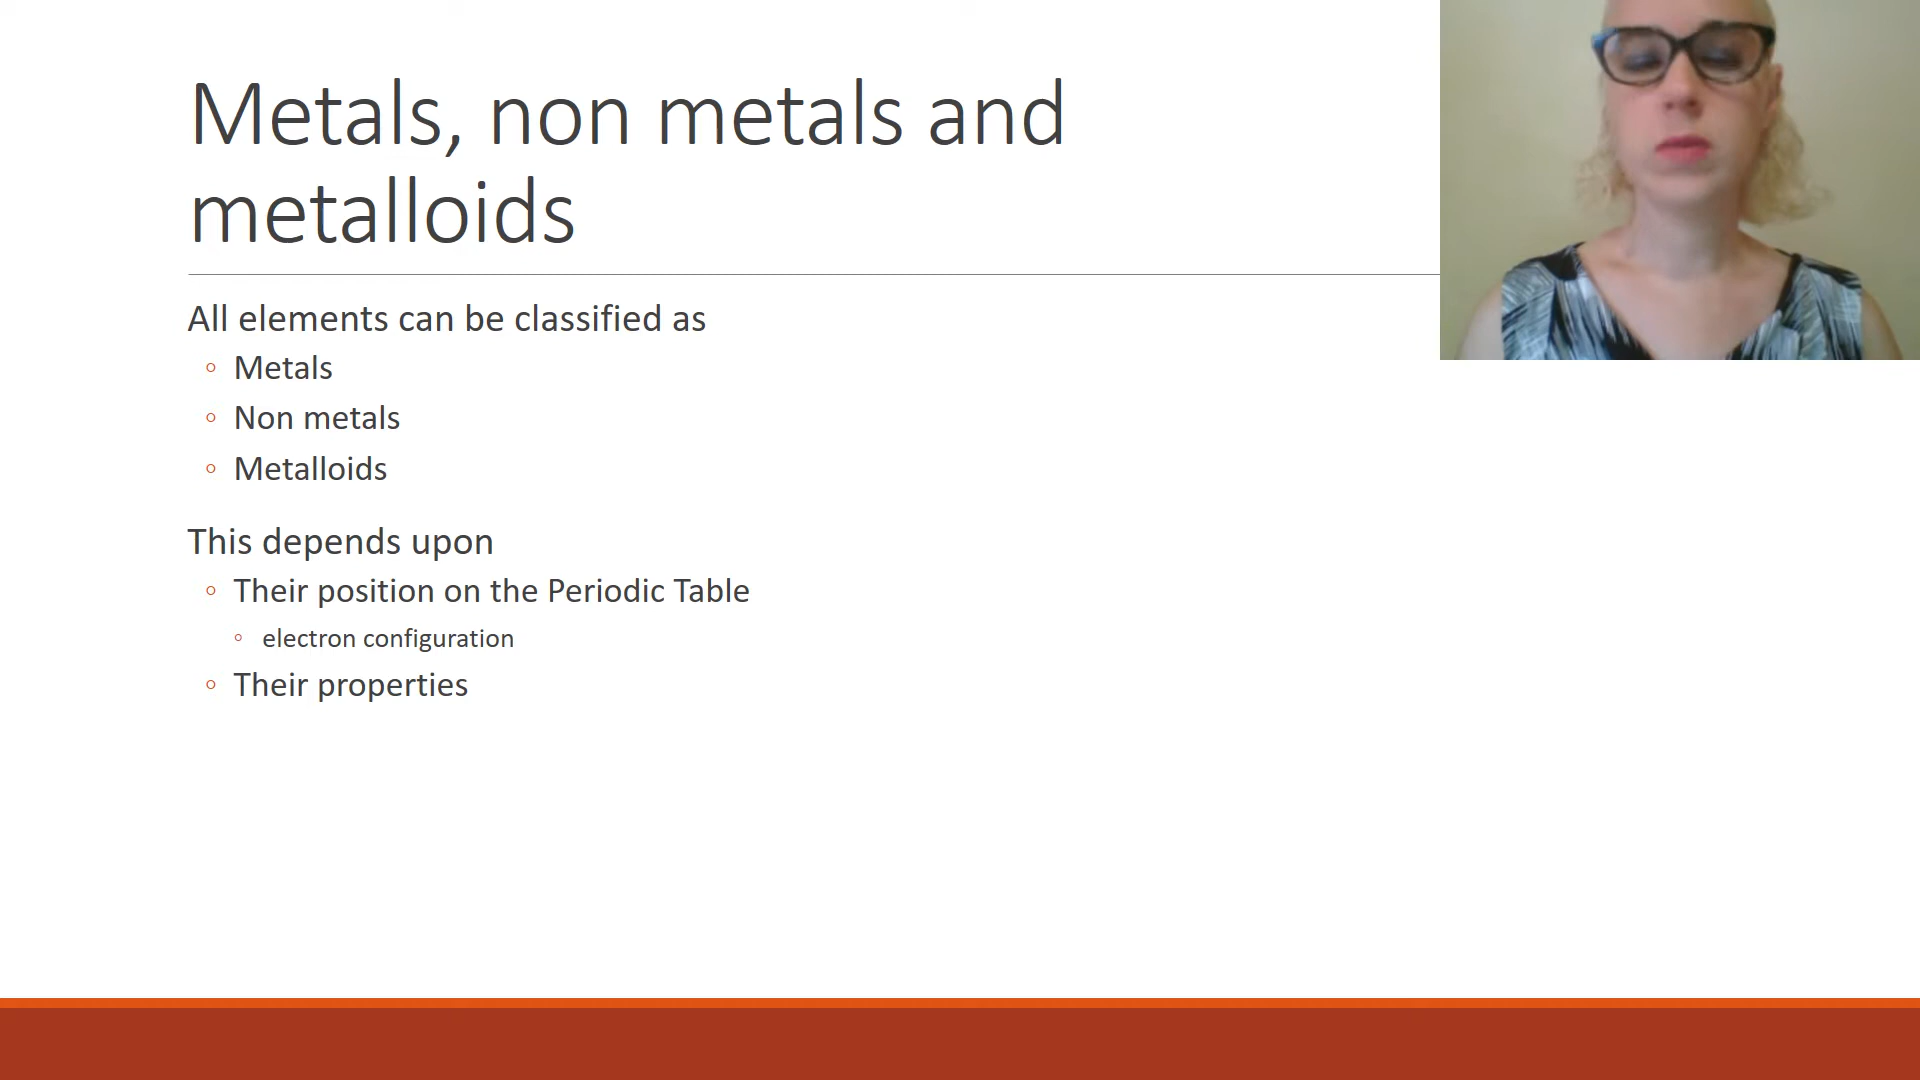 Metals, non metals and
metalloids
All elements can be classified as
Metals
Non metals
Metalloids
This depends upon
Their position on the Periodic Table
electron configuration
Their properties